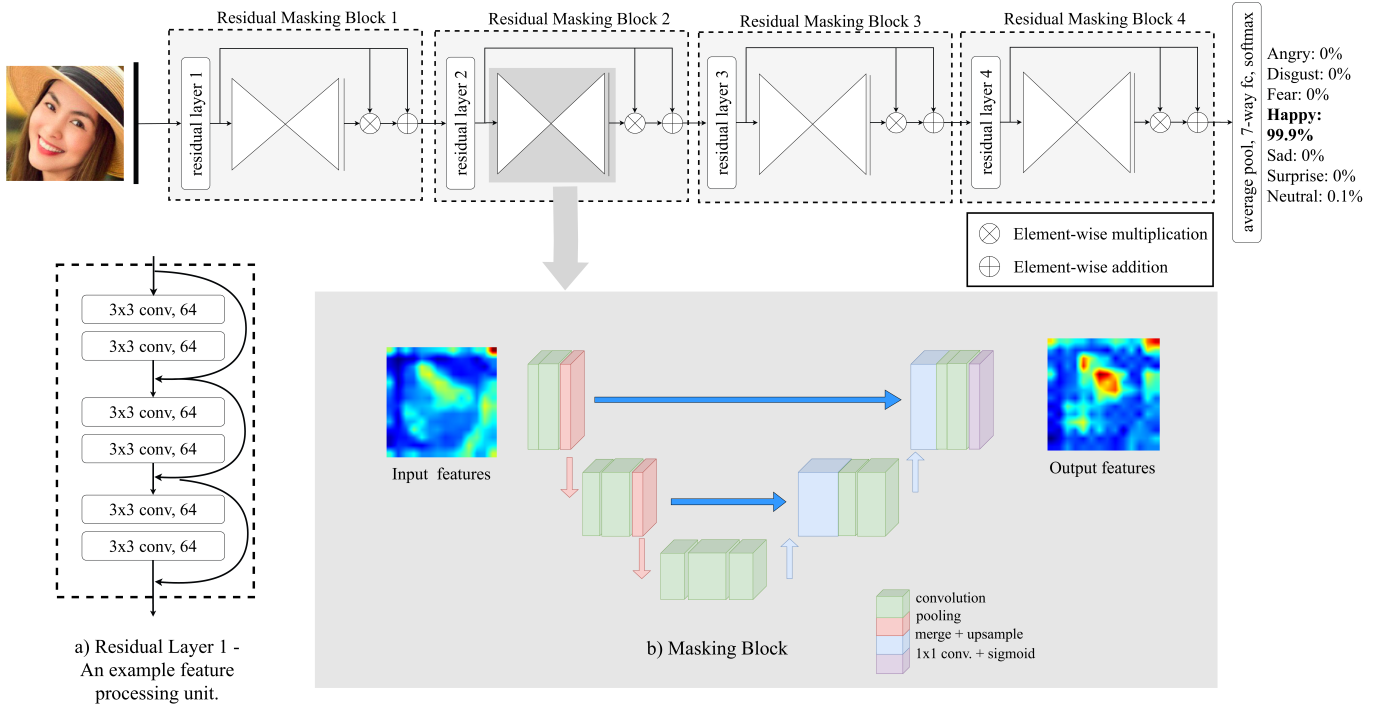 Residual Masking Block 1
Residual Masking Block 2
Residual Masking Block 3
Residual Masking Block 4
residual layer 1
residual layer 2
residual layer 3
residual layer 4
average pool, 7-way fc, softmax
Angry: 0%
Disgust: 0%
Fear: 0%
Happy:
99.9%
Sad: 0%
Surprise: 0%
Neutral: 0.1%
Element-wise multiplication
Element-wise addition
3x3 conv, 64
3x3 conv, 64
3x3 conv, 64
3x3 conv, 64
3x3 conv, 64
3x3 conv, 64
a) Residual Layer 1 -
An example feature
processing unit.
Input features
Output features
convolution
pooling
merge + upsample
1x1 conv. + sigmoid
b) Masking Block